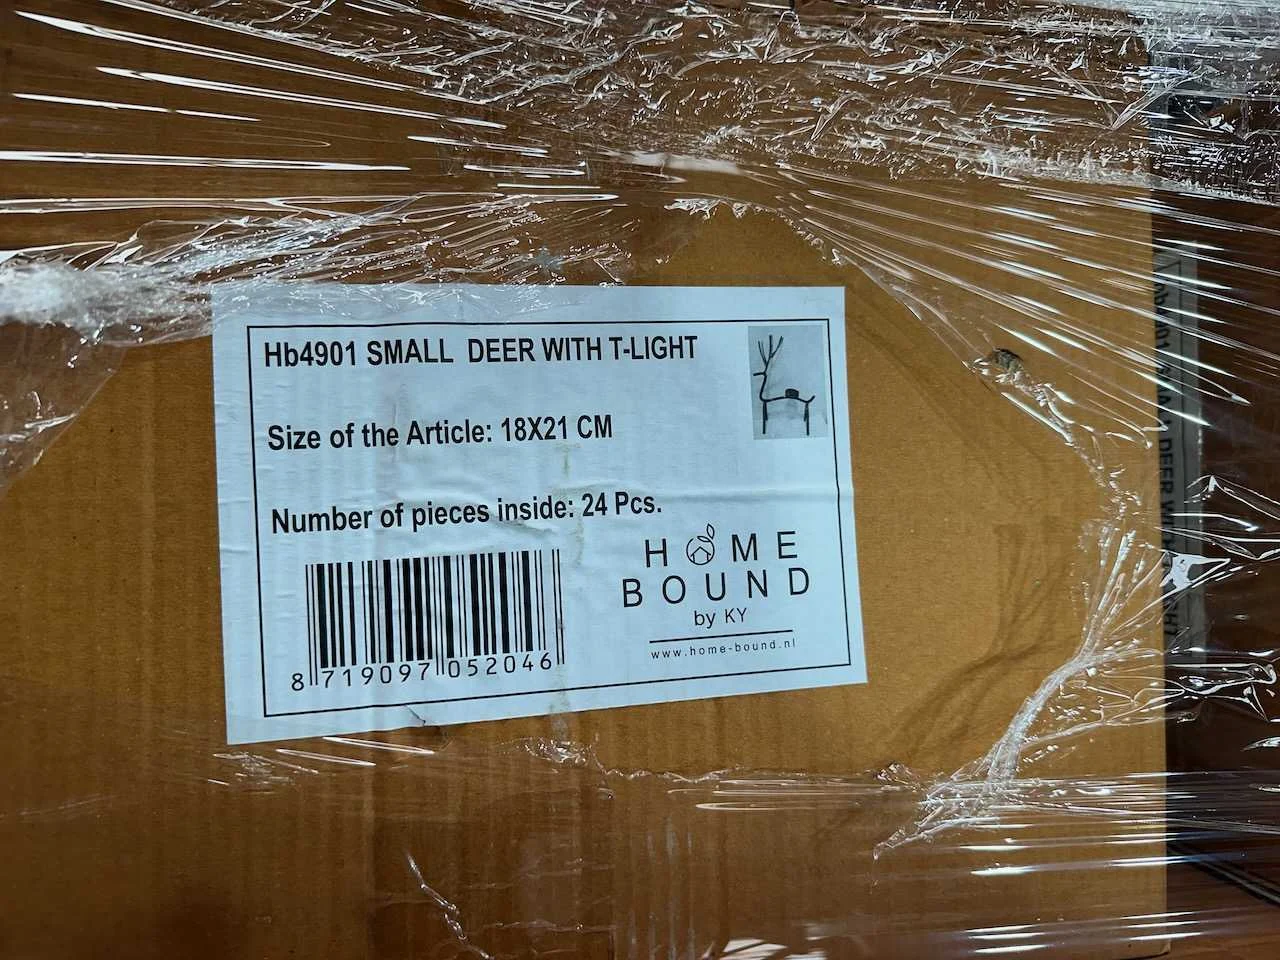 Hb4901 SMALL DEER WITH T-LIGHT
Size of the Article: 18X21 CM
Number of pieces inside: 24 Pcs.
8 719097 052046
HOME
BOUND
by KY
www.home-bound.nl